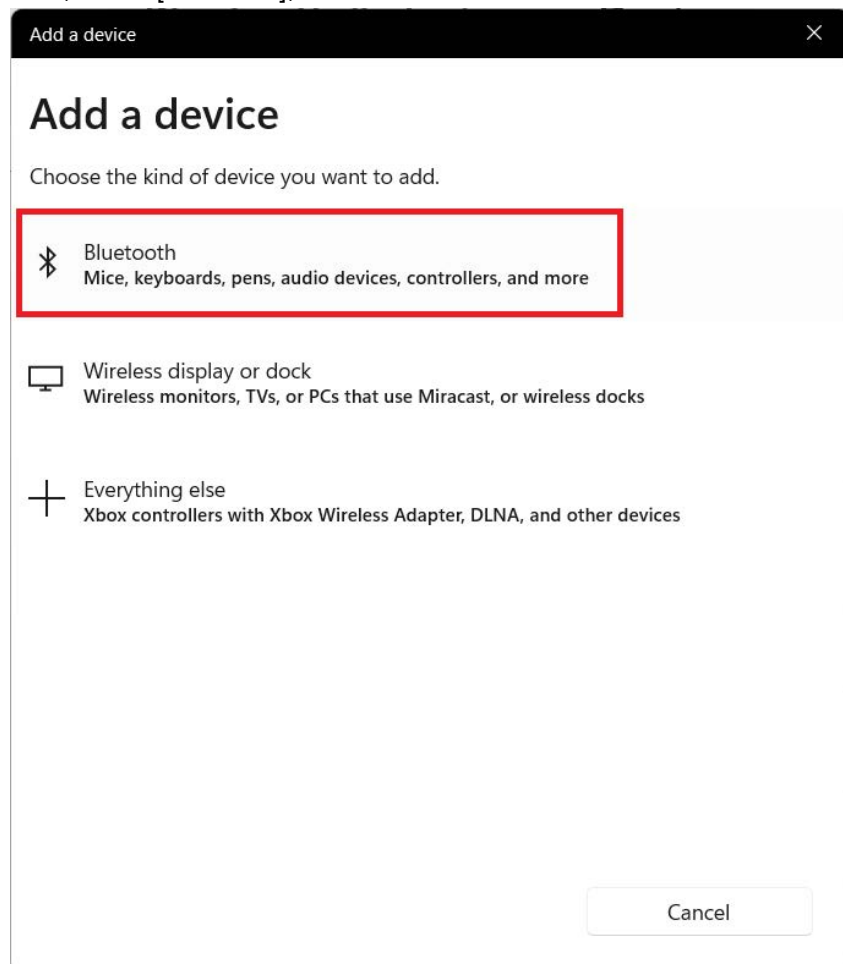 Add a device
Add a device
Choose the kind of device you want to add.
Bluetooth
Mice, keyboards, pens, audio devices, controllers, and more
Wireless display or dock
Wireless monitors, TVs, or PCs that use Miracast, or wireless docks
Everything else
Xbox controllers with Xbox Wireless Adapter, DLNA, and other devices
Cancel